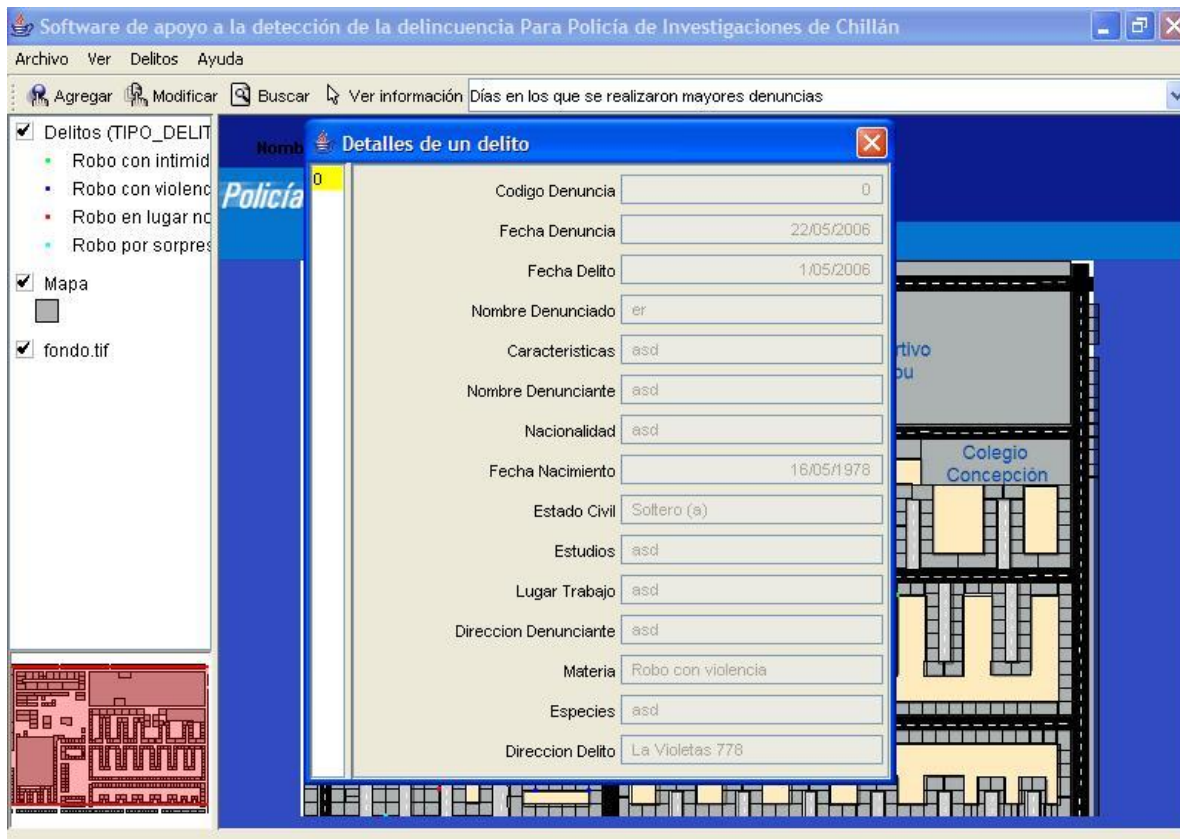 Software de apoyo a la detección de la delincuencia Para Policía de Investigaciones de Chillán
Archivo Ver Delitos Ayuda
Agregar Modificar Buscar Ver información Días en los que se realizaron mayores denuncias
Delitos (TIPO_DELIT
Robo con intimid
Robo con violenc
Robo en lugar no
Robo por sorpres
Mapa
fondo.tif
Nomb
Policía
Detalles de un delito
0
Codigo Denuncia 0
Fecha Denuncia 22/05/2006
Fecha Delito 1/05/2006
Nombre Denunciado er
Caracteristicas asd
Nombre Denunciante asd
Nacionalidad asd
Fecha Nacimiento 16/05/1978
Estado Civil Soltero (a)
Estudios asd
Lugar Trabajo asd
Direccion Denunciante asd
Materia Robo con violencia
Especies asd
Direccion Delito La Violetas 778
rtivo
ou
Colegio
Concepción